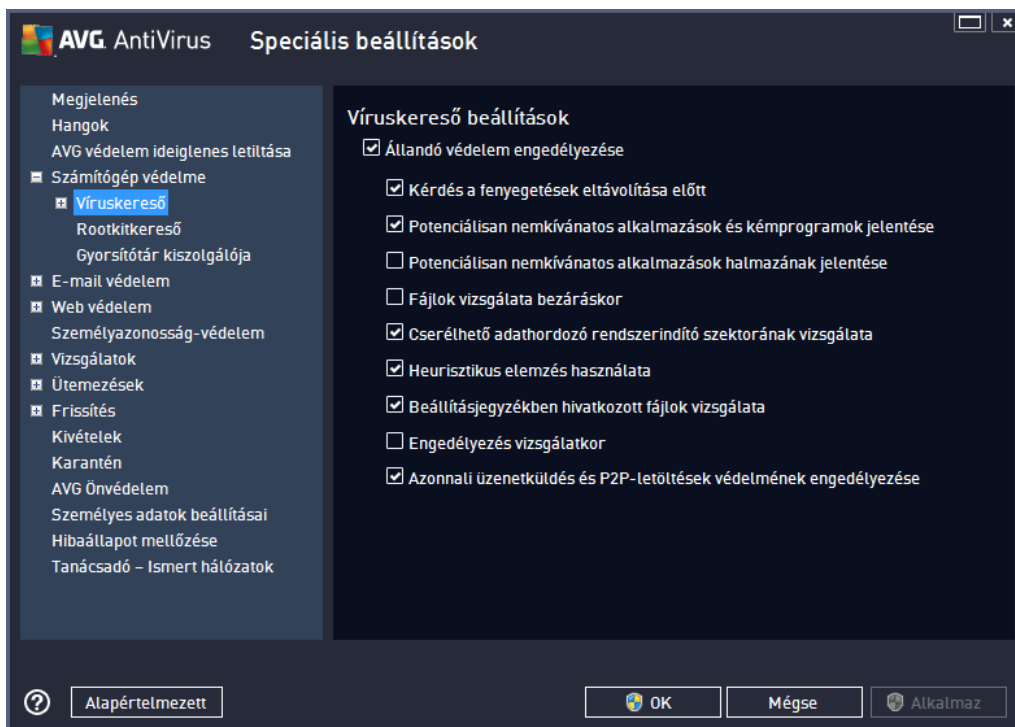 AVG. AntiVirus Speciális beállítások
Megjelenés
Hangok
AVG védelem ideiglenes letiltása
Számítógép védelme
Víruskereső
Rootkitkereső
Gyorsítótár kiszolgálója
E-mail védelem
Web védelem
Személyazonosság-védelem
Vizsgálatok
Ütemezések
Frissítés
Kivételek
Karantén
AVG Önvédelem
Személyes adatok beállításai
Hibaállapot mellőzése
Tanácsadó – Ismert hálózatok
Víruskereső beállítások
Állandó védelem engedélyezése
Kérdés a fenyegetések eltávolítása előtt
Potenciálisan nemkívánatos alkalmazások és kémprogramok jelentése
Potenciálisan nemkívánatos alkalmazások halmazának jelentése
Fájlok vizsgálata bezáráskor
Cserélhető adathordozó rendszerindító szektorának vizsgálata
Heurisztikus elemzés használata
Beállításjegyzékben hivatkozott fájlok vizsgálata
Engedélyezés vizsgálatkor
Azonnali üzenetküldés és P2P-letöltések védelmének engedélyezése
Alapértelmezett
OK
Mégse
Alkalmaz